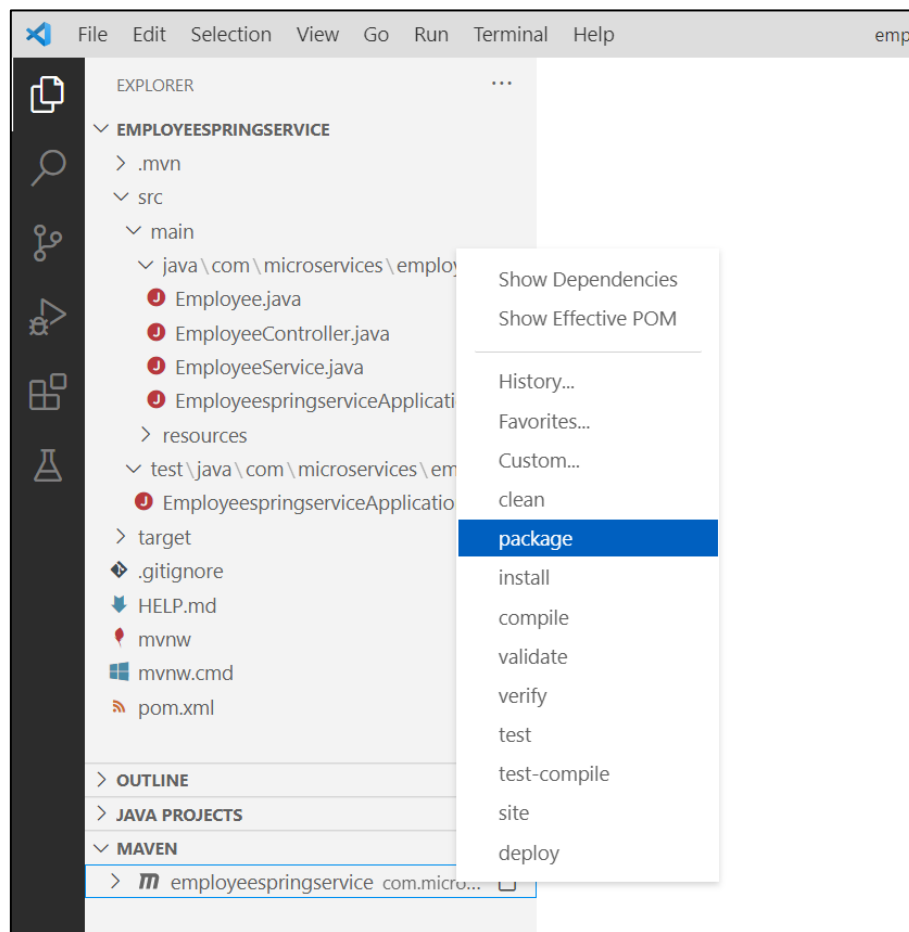 File Edit Selection View Go Run Terminal Help emp
EXPLORER ...
EMPLOYEESPRINGSERVICE
.mvn
src
main
java\com\microservices\employ
Employee.java
EmployeeController.java
EmployeeService.java
EmployeespringserviceApplicati
resources
test\java\com\microservices\em
EmployeespringserviceApplicatio
target
.gitignore
HELP.md
mvnw
mvnw.cmd
pom.xml
OUTLINE
JAVA PROJECTS
MAVEN
m employeespringservice com.micro...
Show Dependencies
Show Effective POM
History...
Favorites...
Custom...
clean
package
install
compile
validate
verify
test
test-compile
site
deploy